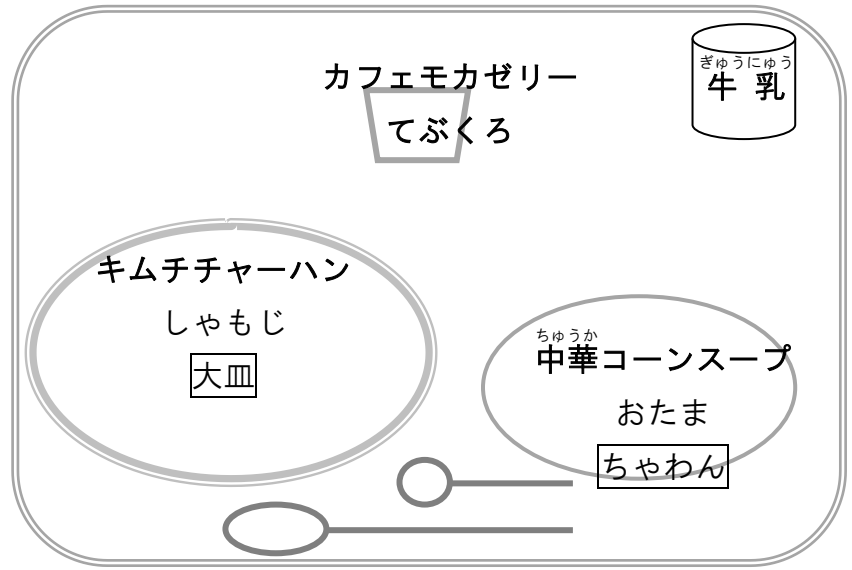 カフェモカゼリー
てぶくろ
ぎゅうにゅう
牛乳
キムチチャーハン
しゃもじ
大皿
ちゅうか
中華コーンスープ
おたま
ちゃわん